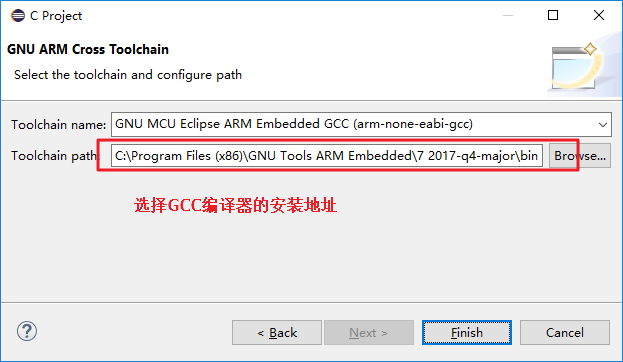 C Project
GNU ARM Cross Toolchain
Select the toolchain and configure path
Toolchain name: GNU MCU Eclipse ARM Embedded GCC (arm-none-eabi-gcc)
Toolchain path: C:\Program Files (x86)\GNU Tools ARM Embedded\7 2017-q4-major\bin Browse...
选择GCC编译器的安装地址
? < Back Next > Finish Cancel